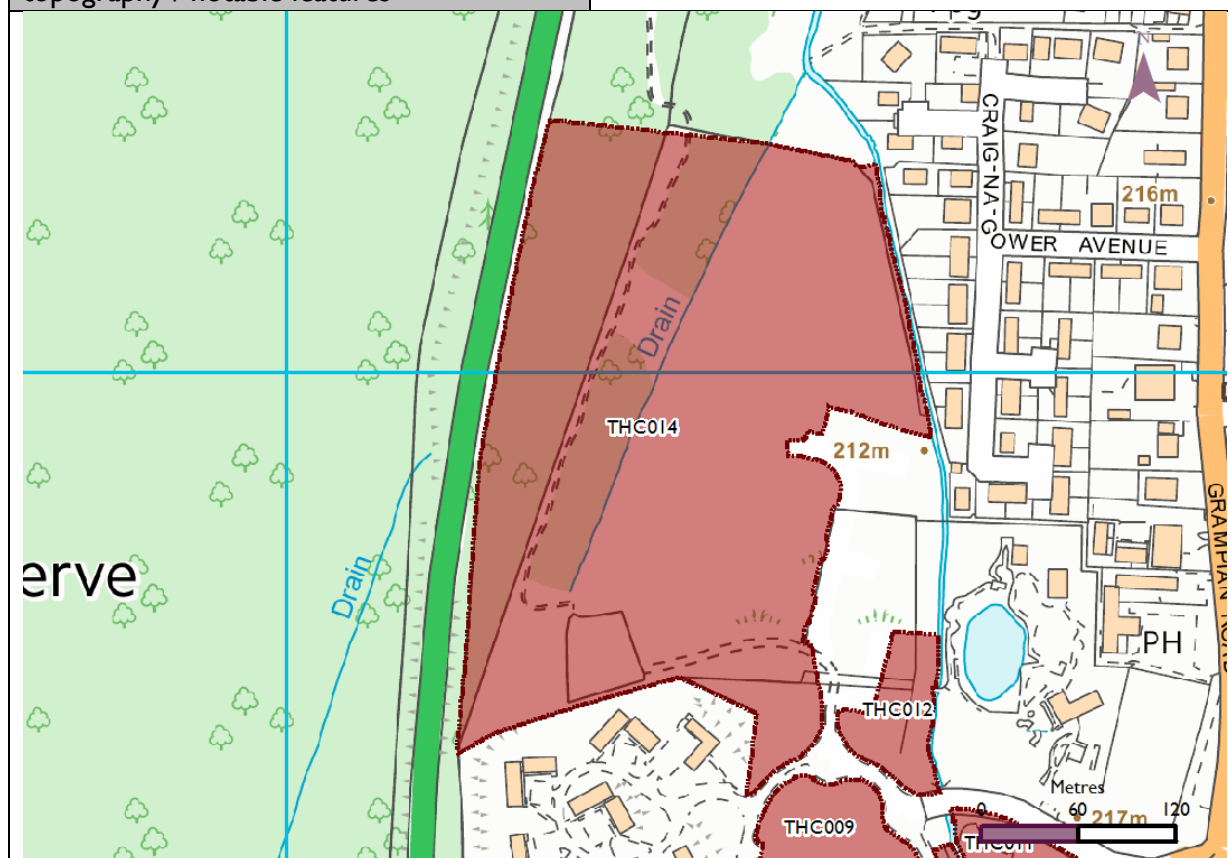 topography / notable features
N
CRAIG-NA-GOWER AVENUE
216m
Drain
THC014
212m
GRAMPIAN ROAD
erve
Drain
PH
THC012
Metres
0 60 120
217m
THC009
THC011